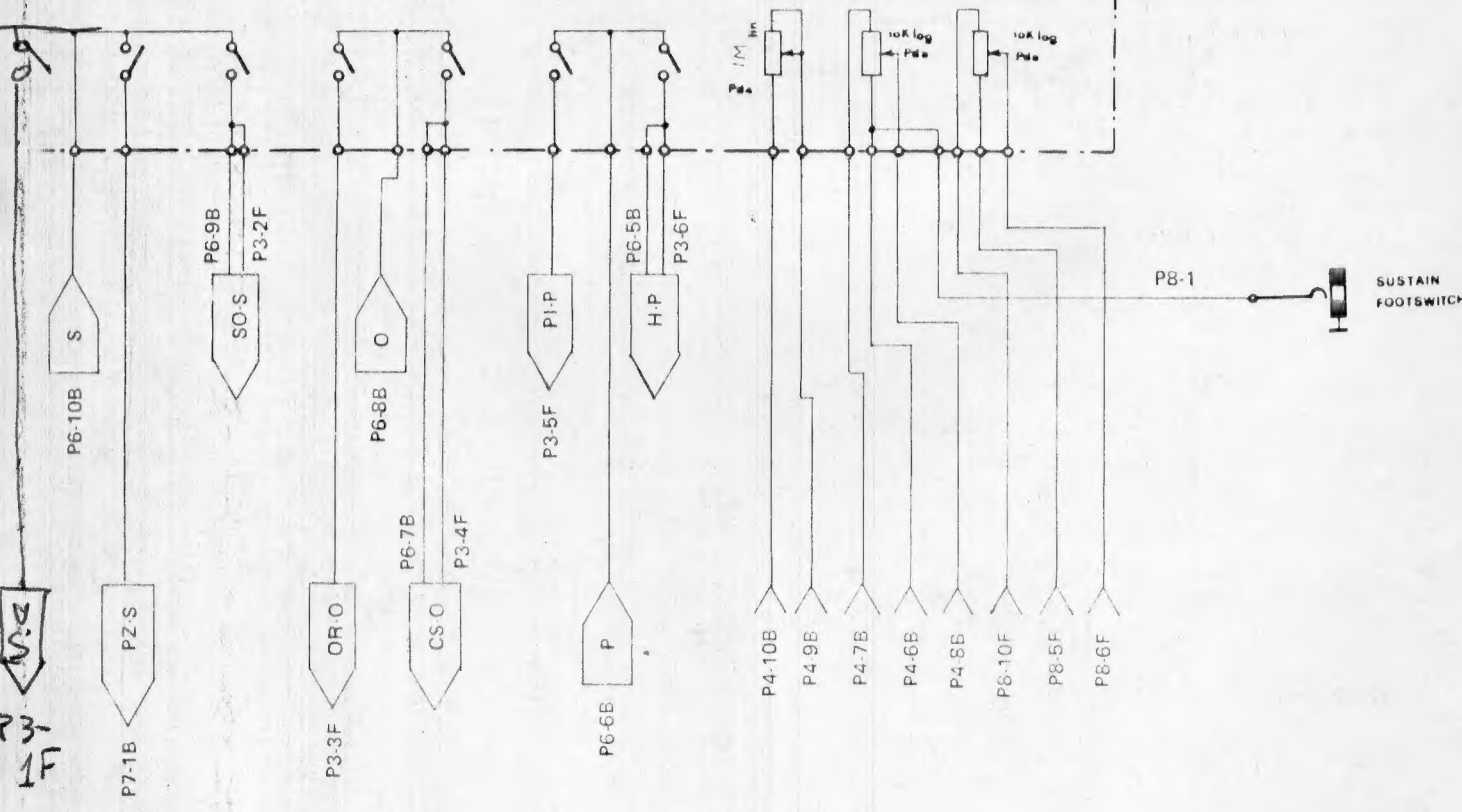 1M
lin
Pd4
10K log
10K log
P6-9B
P3-2F
P6-5B
P3-6F
P8-1
SUSTAIN
FOOTSWITCH
S
SO-S
O
PI-P
H-P
P6-10B
P6-8B
P3-5F
P6-7B
P3-4F
PZ-S
OR-O
CS-O
P
P4-10B
P4-9B
P4-7B
P4-6B
P4-8B
P8-10F
P8-5F
P8-6F
P3-
1F
P7-1B
P3-3F
P6-6B